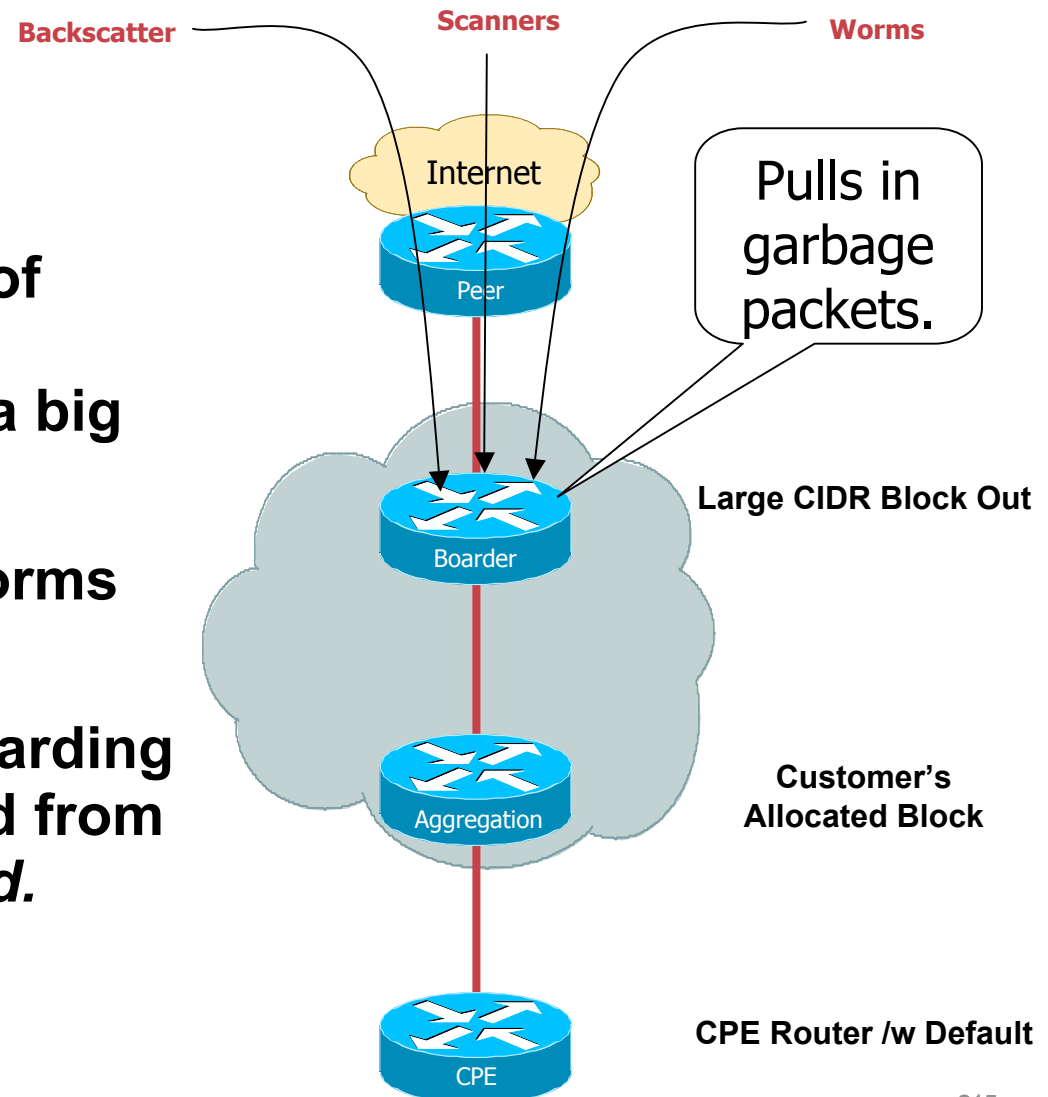 Backscatter
Scanners
Worms
Internet
Pulls in
garbage
packets.
Peer
of
a big
Large CIDR Block Out
Boarder
orms
arding
d from
d.
Customer's
Allocated Block
Aggregation
CPE Router /w Default
CPE